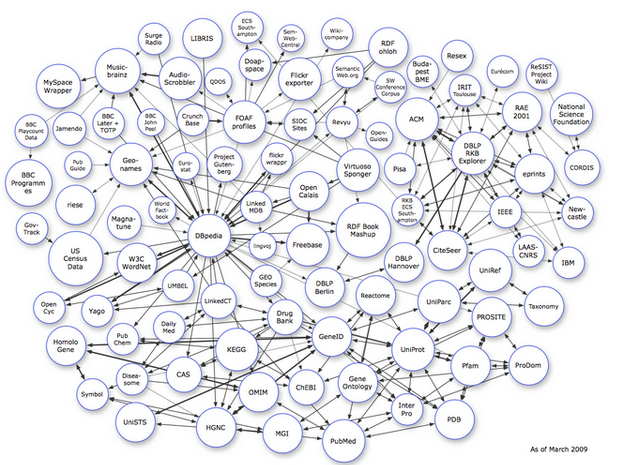 ECS
South-
ampton
Surge
Radio
LIBRIS
Sem-
Web-
Central
Wiki-
company
RDF
ohloh
Resex
Music-
brainz
Doap-
space
Buda-
pest
BME
Eurécom
ReSIST
Project
Wiki
MySpace
Wrapper
Audio-
Scrobbler
QDOS
Flickr
exporter
Semantic
Web.org
SW
Conference
Corpus
IRIT
Toulouse
RAE
2001
National
Science
Foundation
BBC
Playcount
Data
Jamendo
BBC
Later +
TOTP
BBC
John
Peel
Crunch
Base
FOAF
profiles
SIOC
Sites
Revyu
Open-
Guides
ACM
DBLP
RKB
Explorer
Pub
Guide
Geo-
names
Euro-
stat
Project
Guten-
berg
flickr
wrappr
Virtuoso
Sponger
Pisa
eprints
CORDIS
BBC
Programm
es
riese
World
Fact-
book
Linked
MDB
Open
Calais
RKB
ECS
South-
ampton
IEEE
New-
castle
Gov-
Track
Magna-
tune
DBpedia
lingvoj
Freebase
RDF Book
Mashup
CiteSeer
LAAS-
CNRS
IBM
US
Census
Data
W3C
WordNet
DBLP
Hannover
UniRef
UMBEL
GEO
Species
DBLP
Berlin
Reactome
UniParc
Taxonomy
Open
Cyc
Yago
LinkedCT
Drug
Bank
PROSITE
Daily
Med
Pub
Chem
Homolo
Gene
KEGG
GeneID
UniProt
Pfam
ProDom
Disea-
some
CAS
ChEBI
Gene
Ontology
Symbol
OMIM
Inter
Pro
PDB
UniSTS
HGNC
MGI
PubMed
As of March 2009